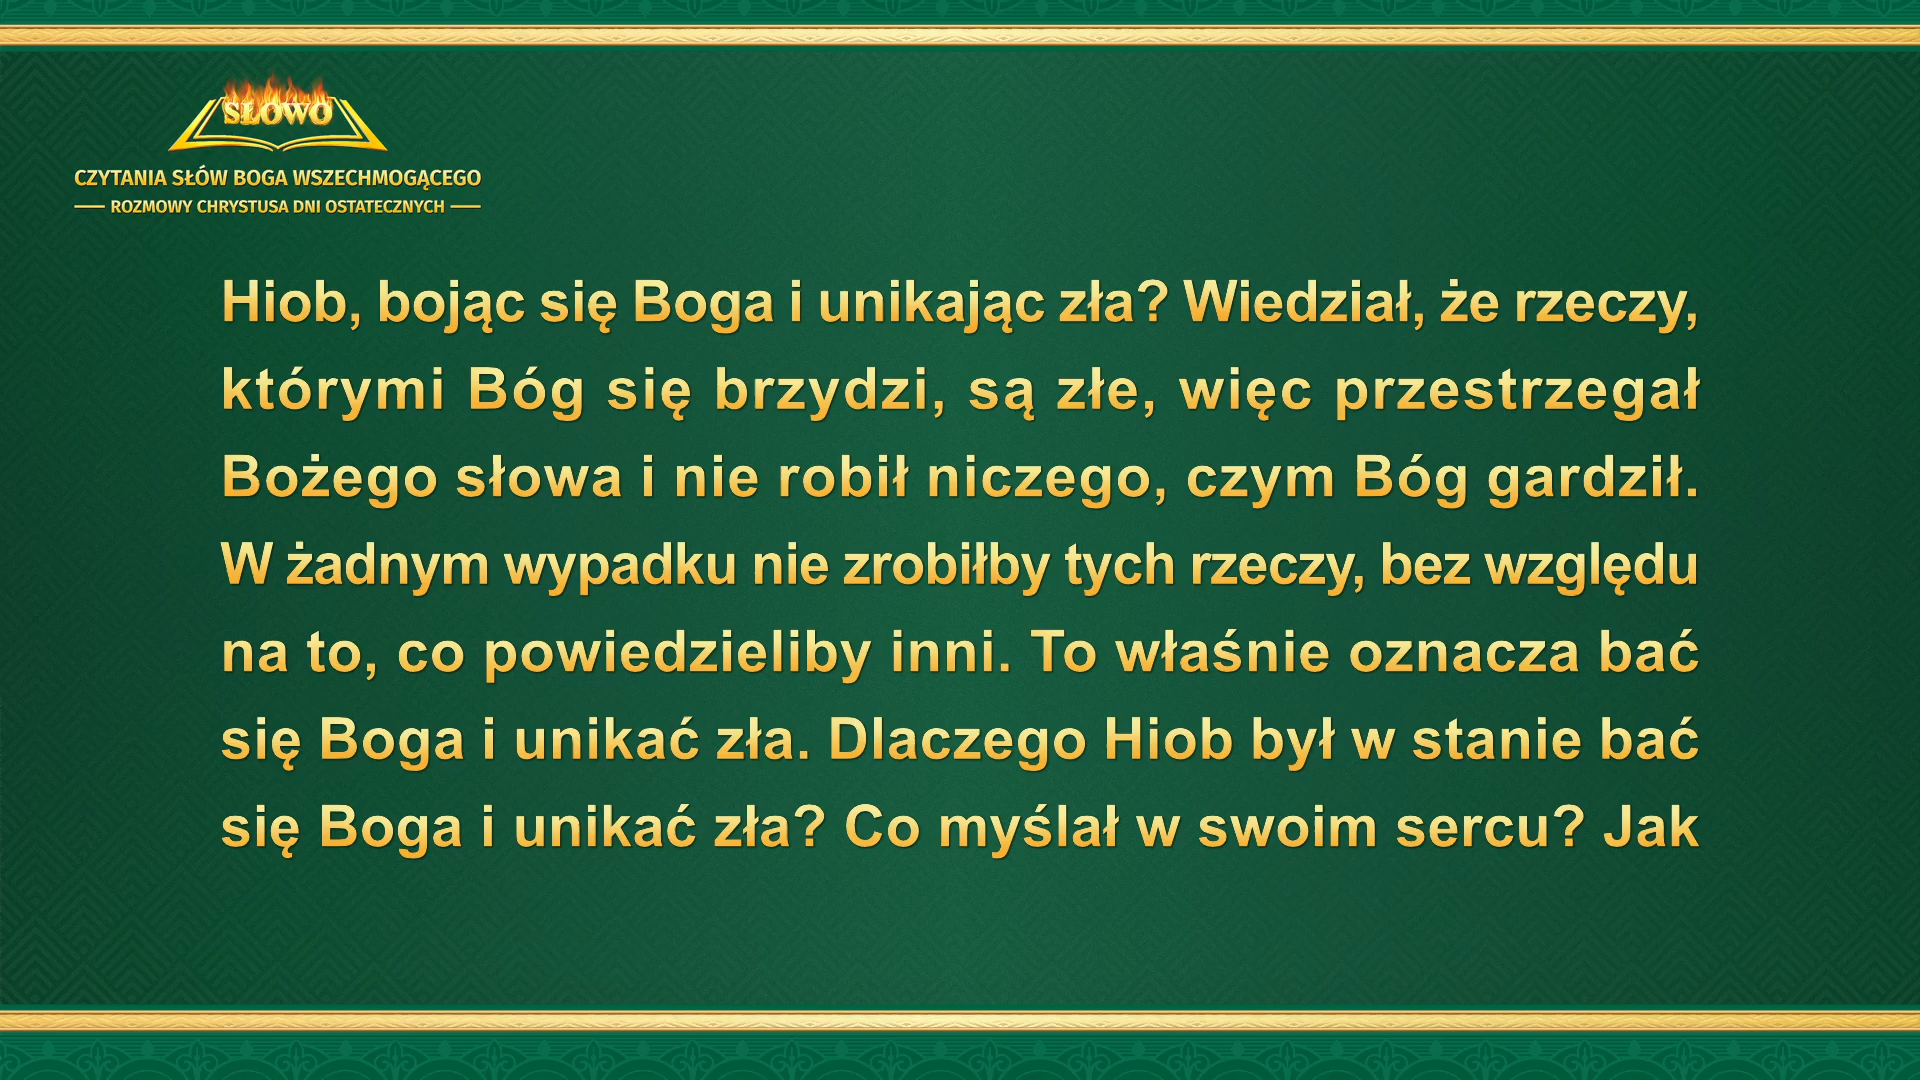 SŁOWO
CZYTANIA SŁÓW BOGA WSZECHMOGĄCEGO
ROZMOWY CHRYSTUSA DNI OSTATECZNYCH
Hiob, bojąc się Boga i unikając zła? Wiedział, że rzeczy,
którymi Bóg się brzydzi, są złe, więc przestrzegał
Bożego słowa i nie robił niczego, czym Bóg gardził.
W żadnym wypadku nie zrobiłby tych rzeczy, bez względu
na to, co powiedzieliby inni. To właśnie oznacza bać
się Boga i unikać zła. Dlaczego Hiob był w stanie bać
się Boga i unikać zła? Co myślał w swoim sercu? Jak